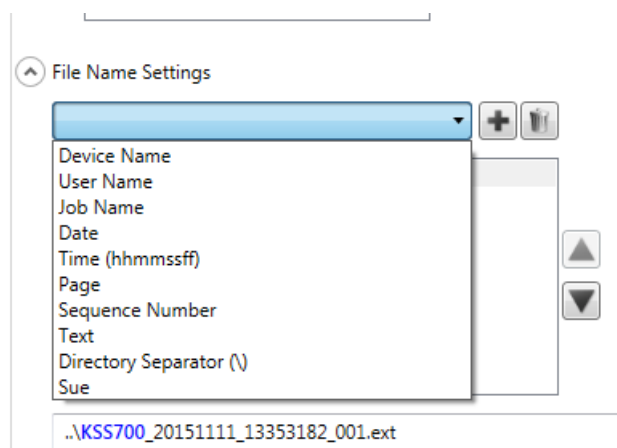 File Name Settings
Device Name
User Name
Job Name
Date
Time (hhmmssff)
Page
Sequence Number
Text
Directory Separator (\)
Sue
..\KSS700_20151111_13353182_001.ext